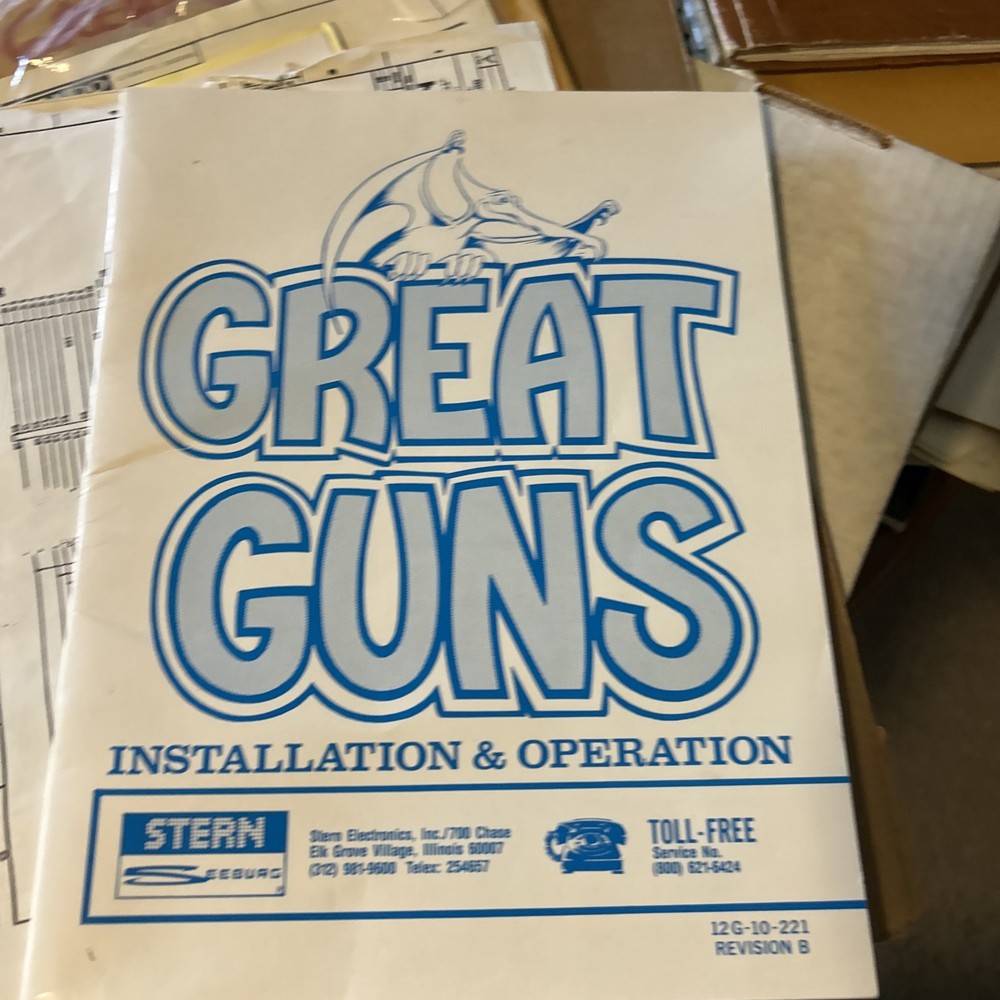 GREAT
GUNS
INSTALLATION & OPERATION
STERN
SEEBURG
Stern Electronics, Inc./700 Chase
Elk Grove Village, Illinois 60007
(312) 981-9600 Telex: 254657
TOLL-FREE
Service No.
(800) 621-6424
12G-10-221
REVISION B